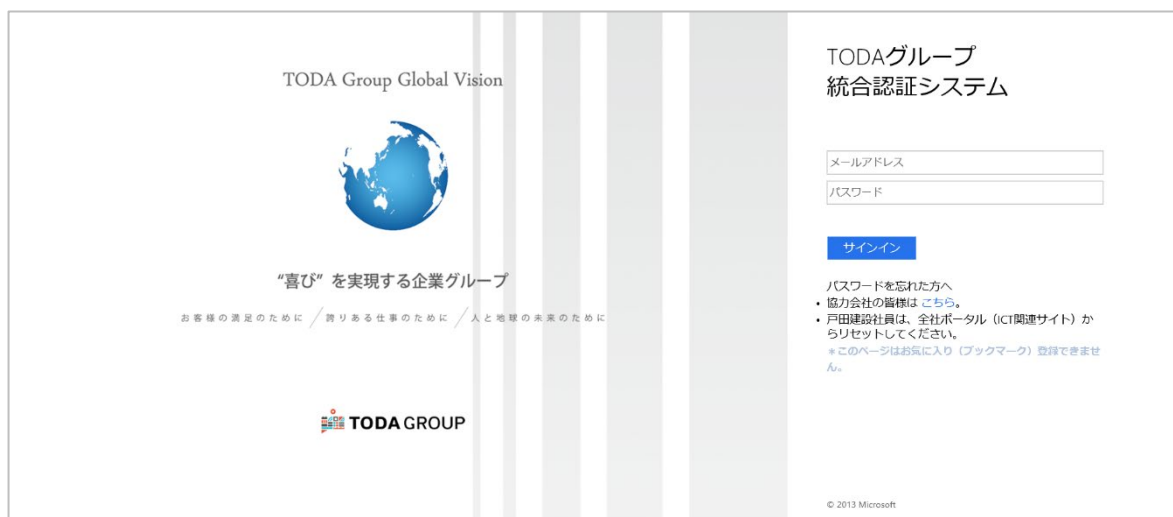 TODA Group Global Vision
“喜び” を実現する企業グループ
お客様の満足のために／誇りある仕事のために／人と地球の未来のために
TODA GROUP
TODAグループ
統合認証システム
メールアドレス
パスワード
サインイン
パスワードを忘れた方へ
• 協力会社の皆様は こちら。
• 戸田建設社員は、全社ポータル（ICT関連サイト）か
らリセットしてください。
＊このページはお気に入り（ブックマーク）登録できませ
ん。
© 2013 Microsoft